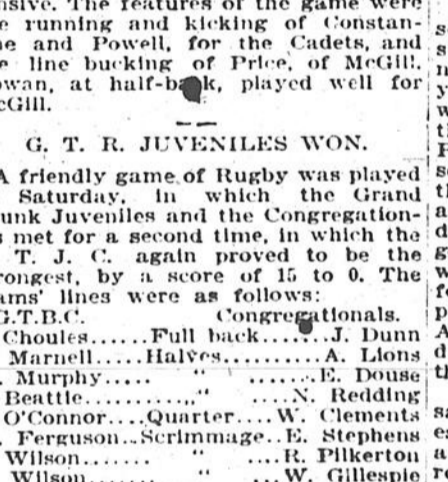 nsive. The features of the game were
e running and kicking of Constan-
ne and Powell, for the Cadets, and
e line bucking of Price, of McGill.
owan, at half-back, played well for
cGill.
G. T. R. JUVENILES WON.
A friendly game of Rugby was played
Saturday, in which the Grand
unk Juveniles and the Congregation-
s met for a second time, in which the
T. J. C. again proved to be the
rongest, by a score of 15 to 0. The
ams' lines were as follows:
G.T.B.C. Congregationals.
Choules......Full back.......J. Dunn
Marnell.....Halves..........A. Lions
. Murphy..... " .......E. Douse
Beattie.......... " ....N. Redding
O'Connor....Quarter....W. Clements
. Ferguson..Scrimmage..E. Stephens
Wilson....... " ....R. Pilkerton
Wilson....... " ...W. Gillespie